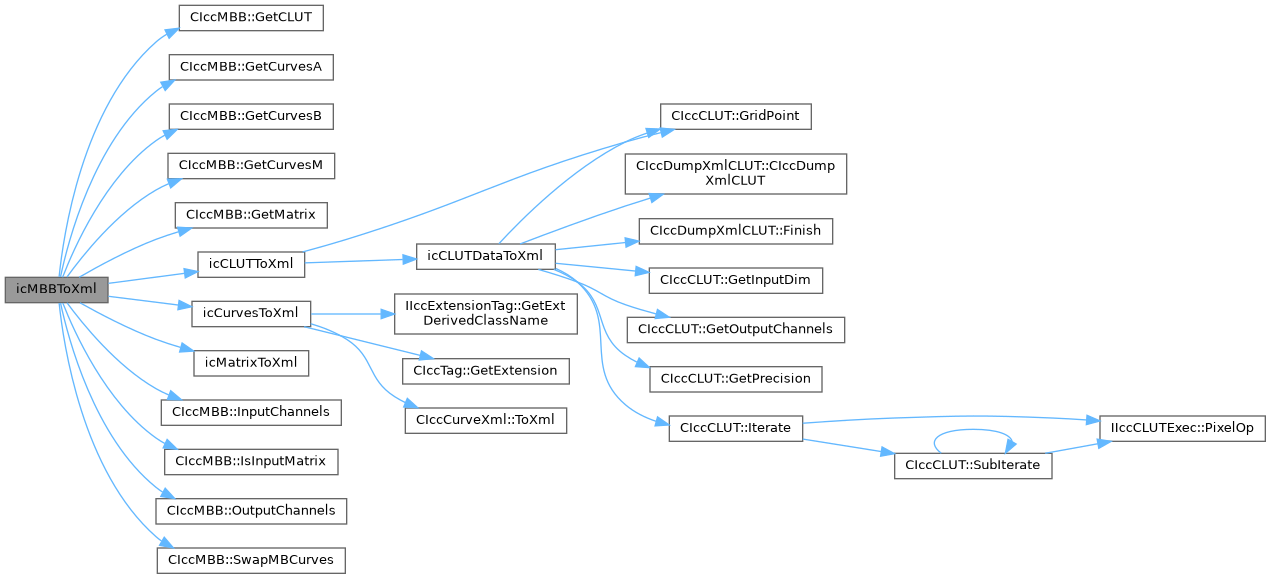 icMBBToXml
CIccMBB::GetCLUT
CIccMBB::GetCurvesA
CIccMBB::GetCurvesB
CIccMBB::GetCurvesM
CIccMBB::GetMatrix
icCLUTToXml
icCurvesToXml
icMatrixToXml
CIccMBB::InputChannels
CIccMBB::IsInputMatrix
CIccMBB::OutputChannels
CIccMBB::SwapMBCurves
icCLUTDataToXml
IIccExtensionTag::GetExt
DerivedClassName
CIccTag::GetExtension
CIccCurveXml::ToXml
CIccCLUT::GridPoint
CIccDumpXmlCLUT::CIccDump
XmlCLUT
CIccDumpXmlCLUT::Finish
CIccCLUT::GetInputDim
CIccCLUT::GetOutputChannels
CIccCLUT::GetPrecision
CIccCLUT::Iterate
CIccCLUT::SubIterate
IIccCLUTExec::PixelOp